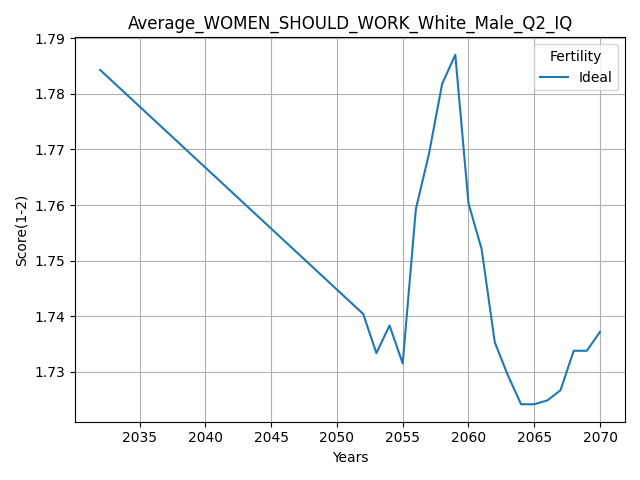 Average_WOMEN_SHOULD_WORK_White_Male_Q2_IQ
Fertility
Ideal
1.79
1.78
1.77
1.76
1.75
1.74
1.73
Score(1-2)
2035 2040 2045 2050 2055 2060 2065 2070
Years